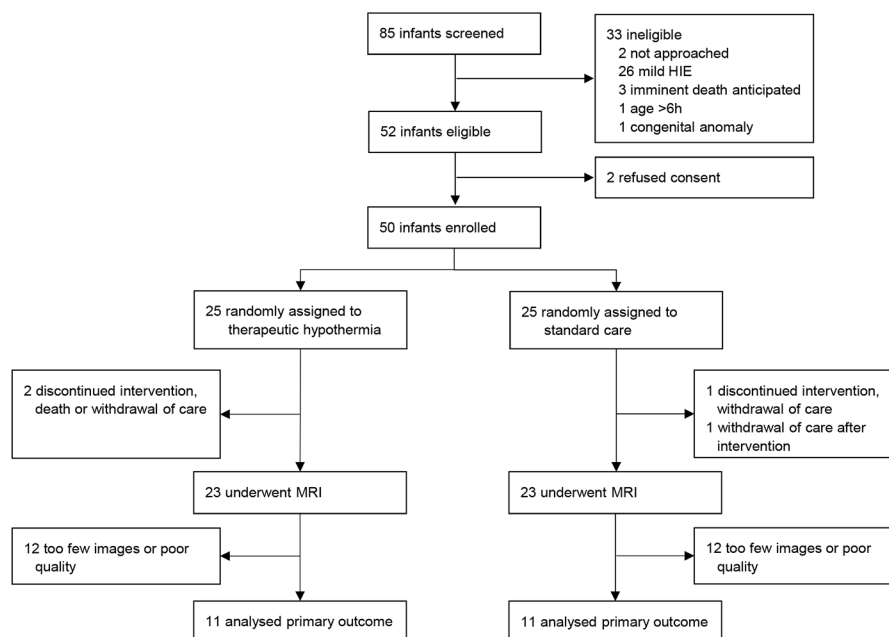 85 infants screened
33 ineligible
2 not approached
26 mild HIE
3 imminent death anticipated
1 age >6h
1 congenital anomaly
52 infants eligible
2 refused consent
50 infants enrolled
25 randomly assigned to
therapeutic hypothermia
25 randomly assigned to
standard care
2 discontinued intervention,
death or withdrawal of care
1 discontinued intervention,
withdrawal of care
1 withdrawal of care after
intervention
23 underwent MRI
23 underwent MRI
12 too few images or poor
quality
12 too few images or poor
quality
11 analysed primary outcome
11 analysed primary outcome